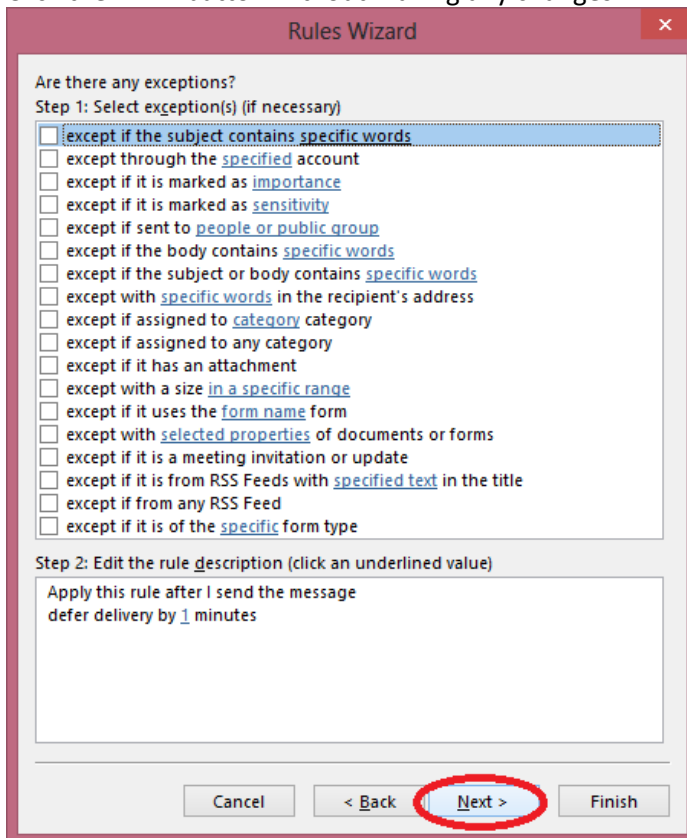 Rules Wizard
Are there any exceptions?
Step 1: Select exception(s) (if necessary)
except if the subject contains specific words
except through the specified account
except if it is marked as importance
except if it is marked as sensitivity
except if sent to people or public group
except if the body contains specific words
except if the subject or body contains specific words
except with specific words in the recipient's address
except if assigned to category category
except if assigned to any category
except if it has an attachment
except with a size in a specific range
except if it uses the form name form
except with selected properties of documents or forms
except if it is a meeting invitation or update
except if it is from RSS Feeds with specified text in the title
except if from any RSS Feed
except if it is of the specific form type
Step 2: Edit the rule description (click an underlined value)
Apply this rule after I send the message
defer delivery by 1 minutes
Cancel < Back Next > Finish